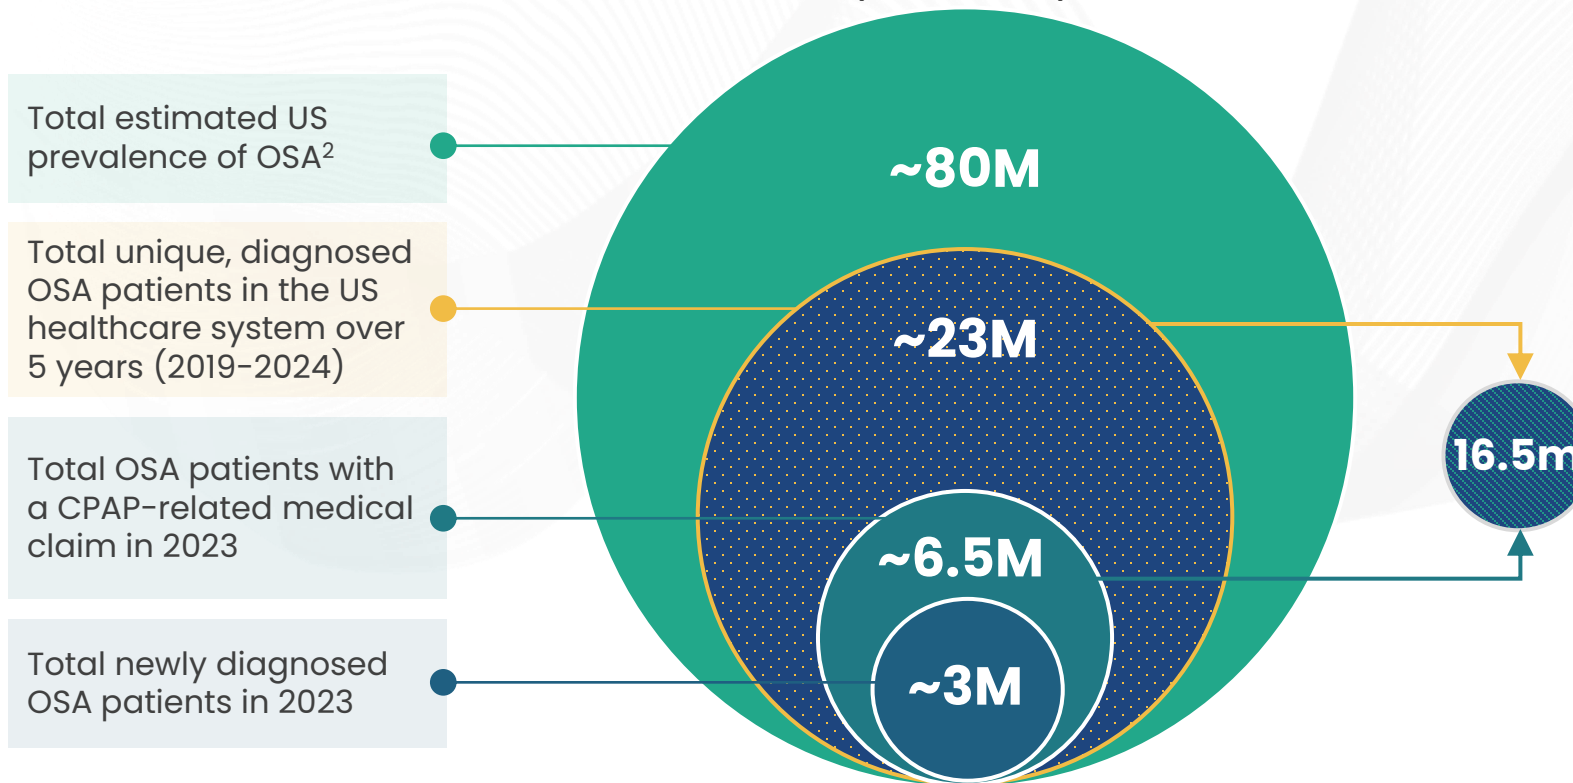 Total estimated US
prevalence of OSA²
~80M
Total unique, diagnosed
OSA patients in the US
healthcare system over
5 years (2019-2024)
~23M
16.5m
Total OSA patients with
a CPAP-related medical
claim in 2023
~6.5M
Total newly diagnosed
OSA patients in 2023
~3M